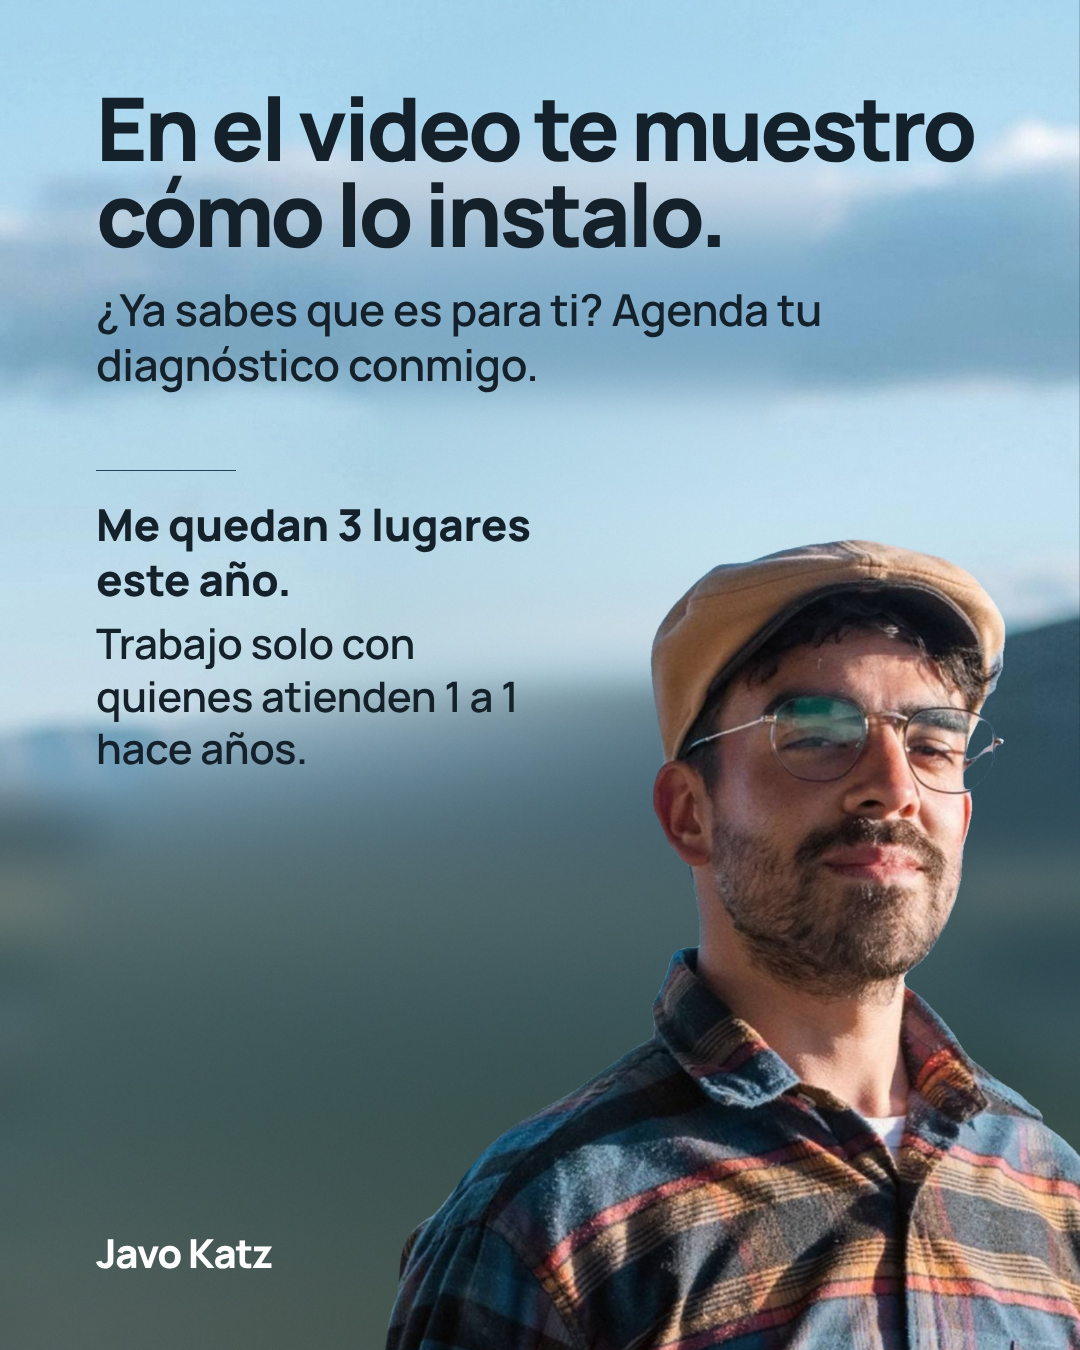 En el video te muestro
cómo lo instalo.
¿Ya sabes que es para ti? Agenda tu
diagnóstico conmigo.
Me quedan 3 lugares
este año.
Trabajo solo con
quienes atienden 1 a 1
hace años.
Javo Katz